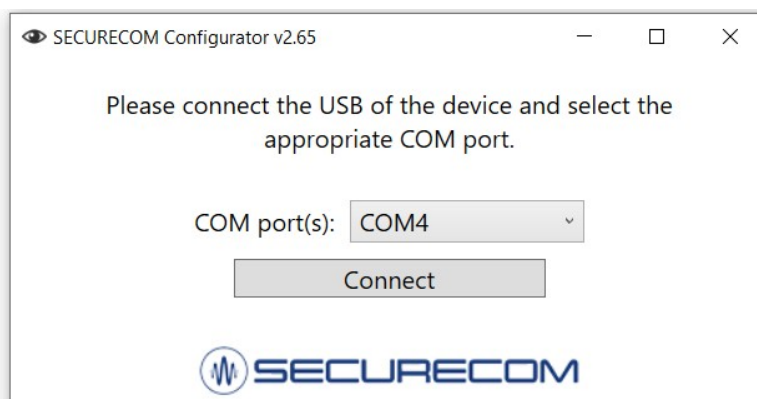 SECURECOM Configurator v2.65
Please connect the USB of the device and select the
appropriate COM port.
COM port(s): COM4
Connect
SECURECOM